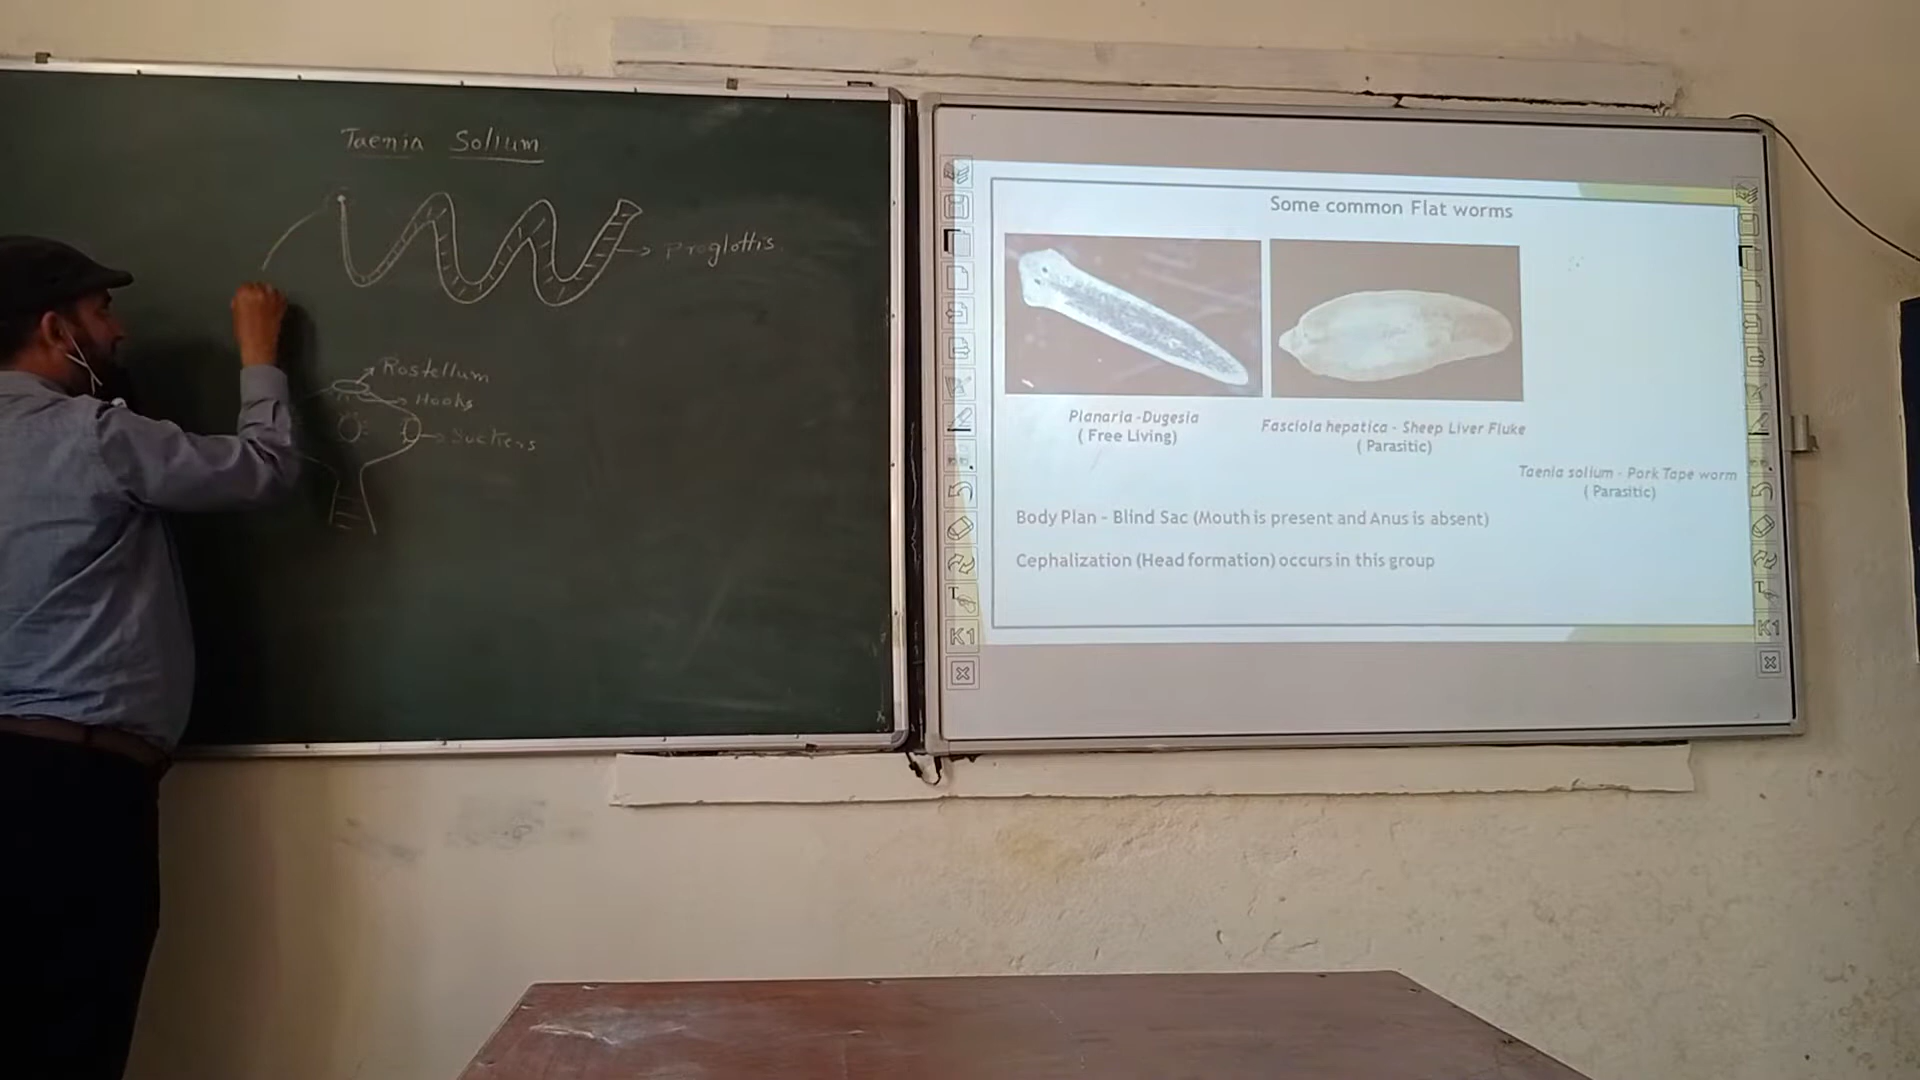 Taenia Solium
Proglottis
Rostellum
Hooks
Suckers
Some common Flat worms
Planaria -Dugesia
( Free Living)
Fasciola hepatica - Sheep Liver Fluke
( Parasitic)
Taenia solium - Pork Tape worm
( Parasitic)
Body Plan - Blind Sac (Mouth is present and Anus is absent)
Cephalization (Head formation) occurs in this group
T
K1
T
K1